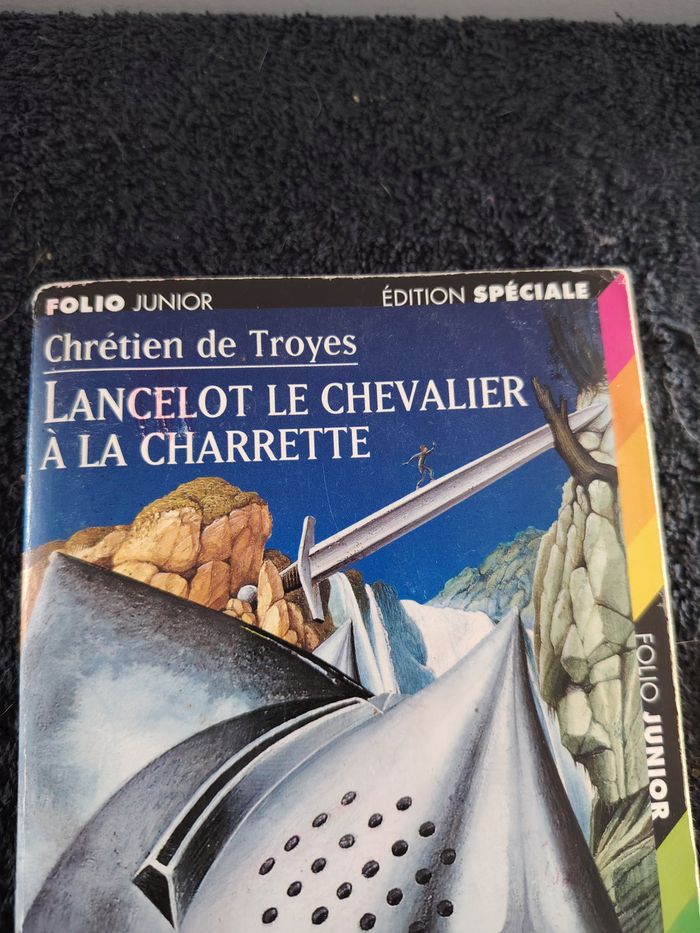 FOLIO JUNIOR
ÉDITION SPÉCIALE
Chrétien de Troyes
LANCELOT LE CHEVALIER
À LA CHARRETTE
FOLIO JUNIOR